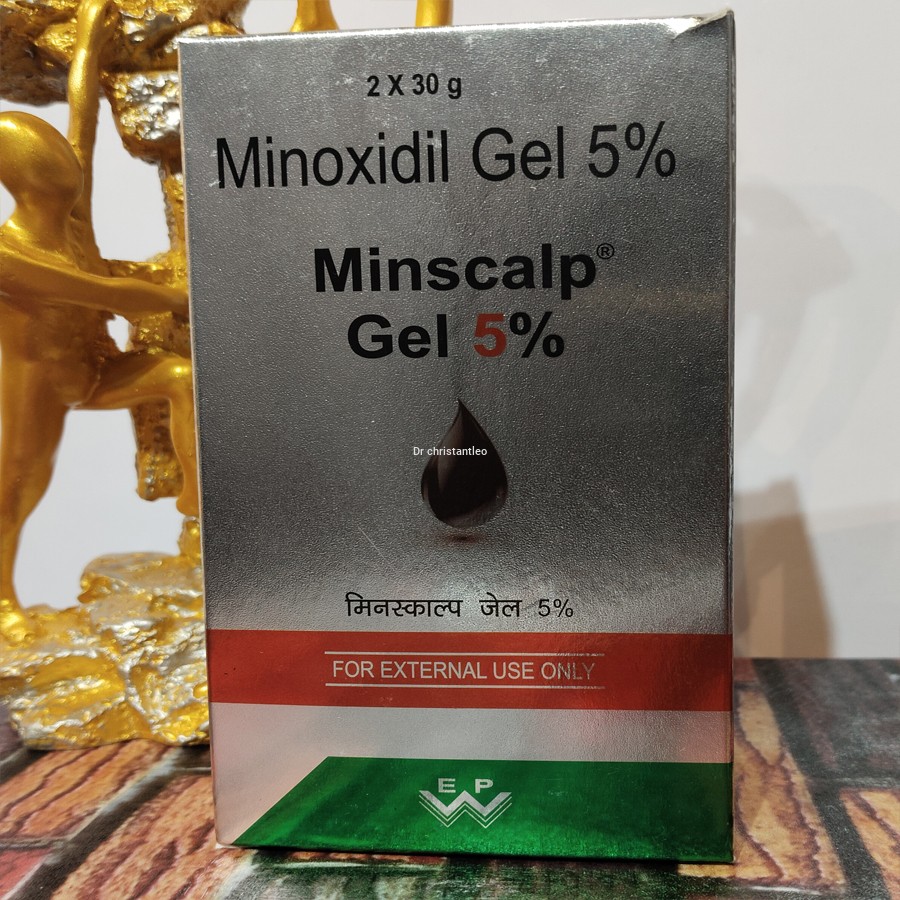 2 X 30 g
Minoxidil Gel 5%
Minscalp®
Gel 5%
Dr christantleo
मिनस्काल्प जेल 5%
FOR EXTERNAL USE ONLY
E P
W